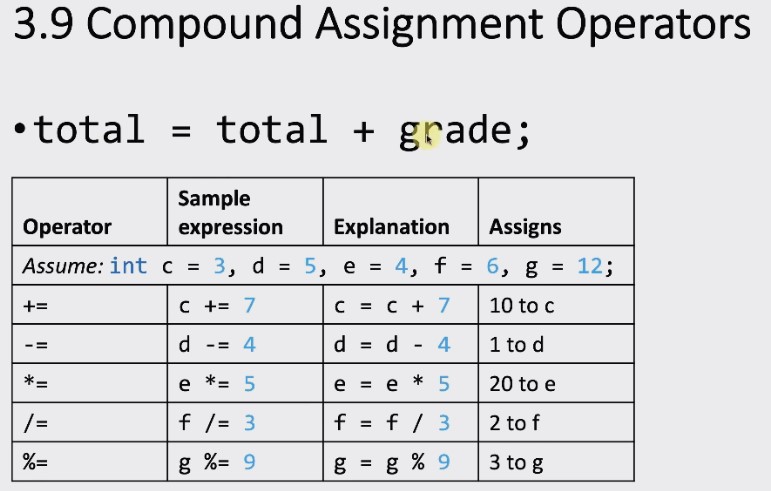 3.9 Compound Assignment Operators
•total = total + grade;
Operator Sample expression Explanation Assigns
Assume: int c = 3, d = 5, e = 4, f = 6, g = 12;
+= c += 7 c = c + 7 10 to c
-= d -= 4 d = d - 4 1 to d
*= e *= 5 e = e * 5 20 to e
/= f /= 3 f = f / 3 2 to f
%= g %= 9 g = g % 9 3 to g